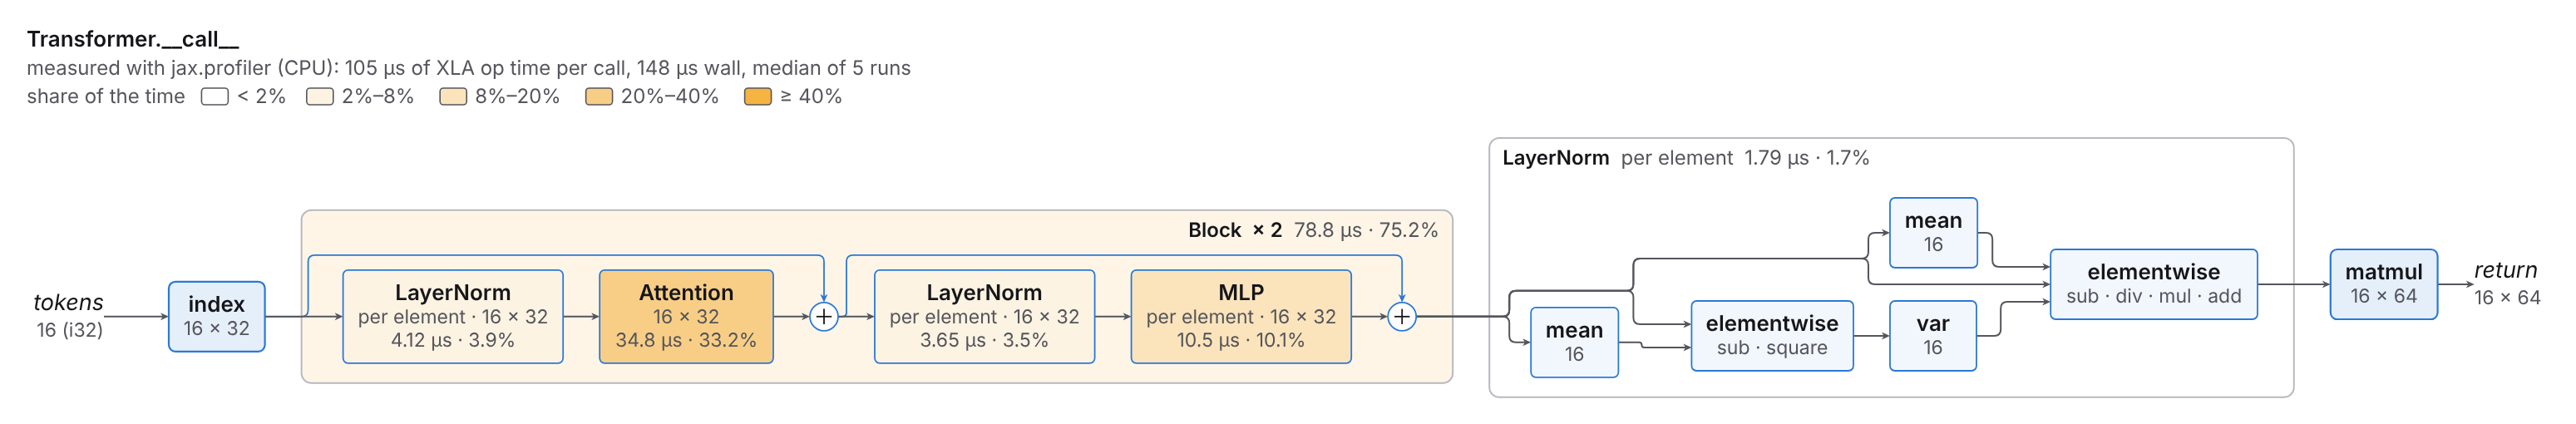 Transformer.__call__
measured with jax.profiler (CPU): 105 µs of XLA op time per call, 148 µs wall, median of 5 runs
share of the time < 2% 2%–8% 8%–20% 20%–40% ≥ 40%
tokens
16 (i32)
index
16 × 32
Block × 2 78.8 µs · 75.2%
LayerNorm
per element · 16 × 32
4.12 µs · 3.9%
Attention
16 × 32
34.8 µs · 33.2%
+
LayerNorm
per element · 16 × 32
3.65 µs · 3.5%
MLP
per element · 16 × 32
10.5 µs · 10.1%
+
LayerNorm per element 1.79 µs · 1.7%
mean
16
elementwise
sub · square
mean
16
var
16
elementwise
sub · div · mul · add
matmul
16 × 64
return
16 × 64